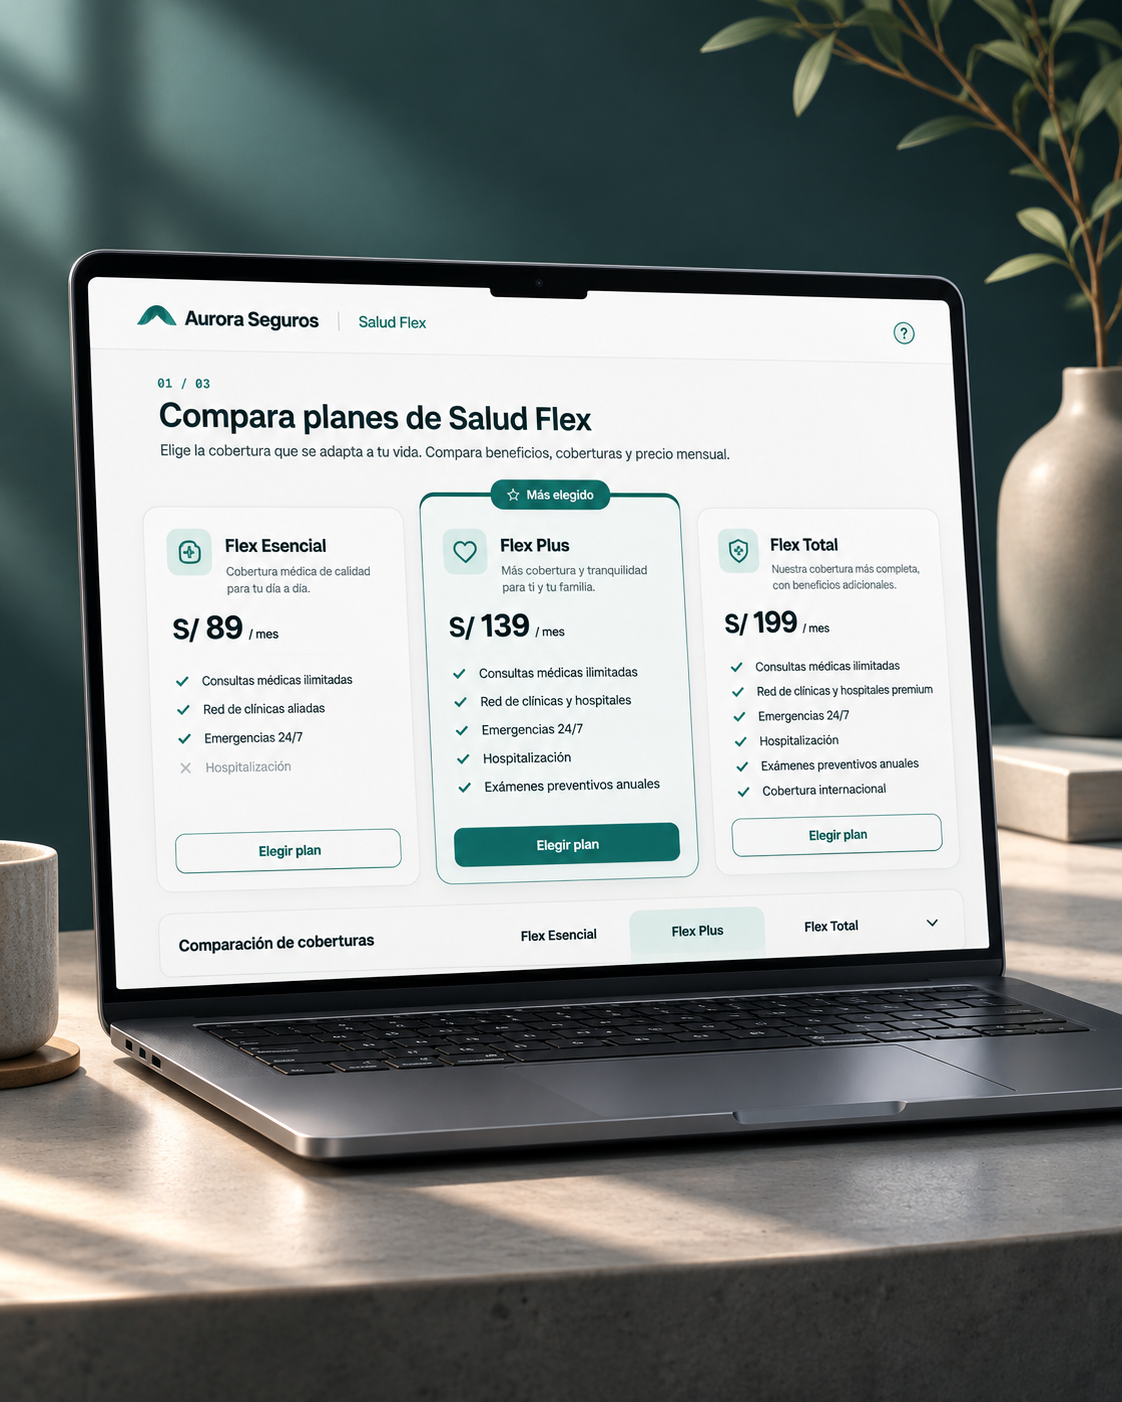 Aurora Seguros
Salud Flex
01 / 03
Compara planes de Salud Flex
Elige la cobertura que se adapta a tu vida. Compara beneficios, coberturas y precio mensual.
Flex Esencial
Cobertura médica de calidad
para tu día a día.
S/ 89 / mes
Consultas médicas ilimitadas
Red de clínicas aliadas
Emergencias 24/7
Hospitalización
Elegir plan
Más elegido
Flex Plus
Más cobertura y tranquilidad
para ti y tu familia.
S/ 139 / mes
Consultas médicas ilimitadas
Red de clínicas y hospitales
Emergencias 24/7
Hospitalización
Exámenes preventivos anuales
Elegir plan
Flex Total
Nuestra cobertura más completa,
con beneficios adicionales.
S/ 199 / mes
Consultas médicas ilimitadas
Red de clínicas y hospitales premium
Emergencias 24/7
Hospitalización
Exámenes preventivos anuales
Cobertura internacional
Elegir plan
Comparación de coberturas
Flex Esencial
Flex Plus
Flex Total